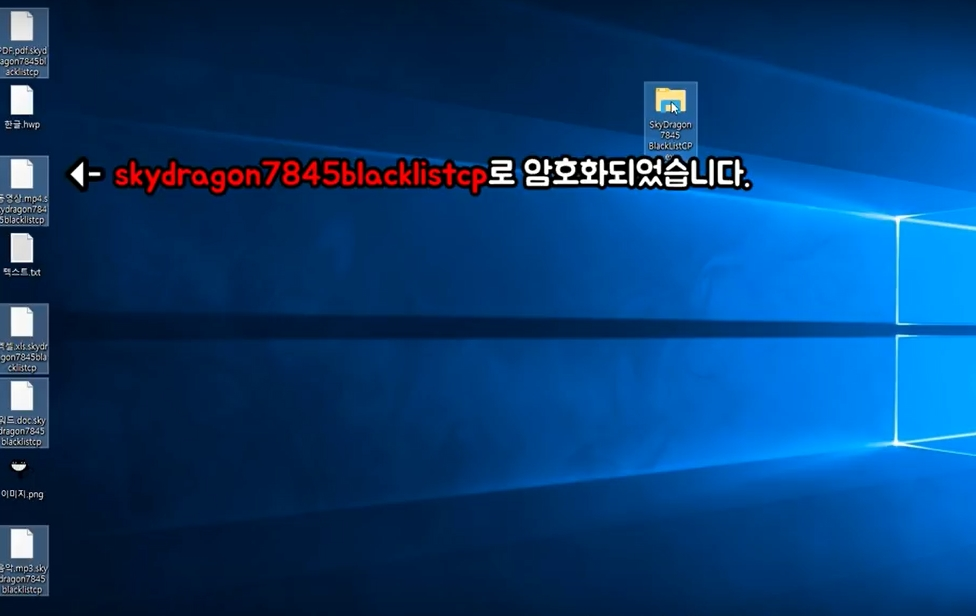 PDF.pdf.skyd
ragon7845bl
acklistcp
한글.hwp
동영상.mp4.s
kydragon784
5blacklistcp
텍스트.txt
엑셀.xls.skydr
agon7845bla
cklistcp
워드.doc.sky
dragon7845
blacklistcp
이미지.png
음악.mp3.sky
dragon7845
blacklistcp
SkyDragon
7845
BlackListCP
←- skydragon7845blacklistcp로 암호화되었습니다.